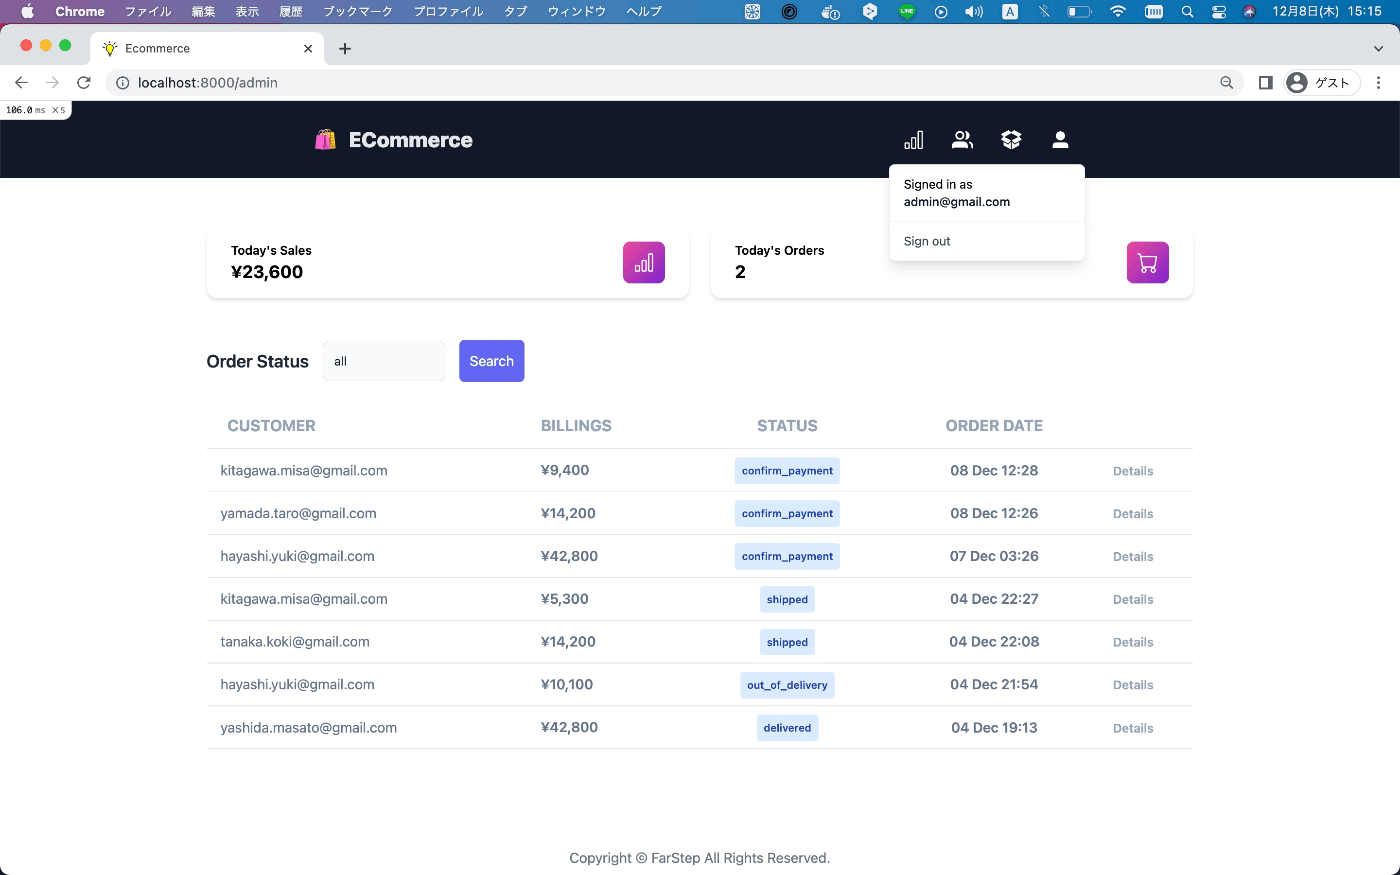 Chrome ファイル 編集 表示 履歴 ブックマーク プロファイル タブ ウィンドウ ヘルプ LINE A 12月8日(木) 15:15
Ecommerce
localhost:8000/admin ゲスト
106.0 ms ×5
ECommerce
Signed in as
admin@gmail.com
Sign out
Today's Sales
¥23,600
Today's Orders
2
Order Status all Search
CUSTOMER BILLINGS STATUS ORDER DATE
kitagawa.misa@gmail.com ¥9,400 confirm_payment 08 Dec 12:28 Details
yamada.taro@gmail.com ¥14,200 confirm_payment 08 Dec 12:26 Details
hayashi.yuki@gmail.com ¥42,800 confirm_payment 07 Dec 03:26 Details
kitagawa.misa@gmail.com ¥5,300 shipped 04 Dec 22:27 Details
tanaka.koki@gmail.com ¥14,200 shipped 04 Dec 22:08 Details
hayashi.yuki@gmail.com ¥10,100 out_of_delivery 04 Dec 21:54 Details
yashida.masato@gmail.com ¥42,800 delivered 04 Dec 19:13 Details
Copyright © FarStep All Rights Reserved.